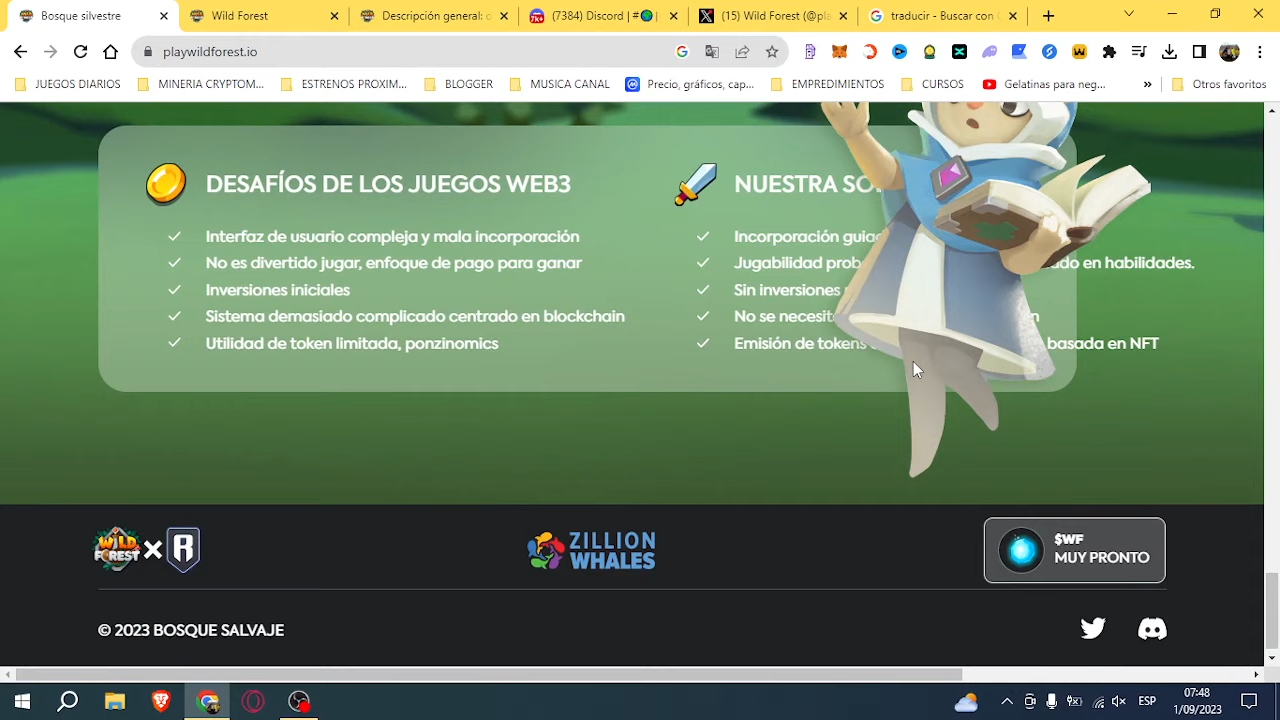 Bosque silvestre
Wild Forest
Descripción general: c
(7384) Discord | #
(15) Wild Forest (@pla
traducir - Buscar con G
playwildforest.io
JUEGOS DIARIOS
MINERIA CRYPTOM...
ESTRENOS PROXIM...
BLOGGER
MUSICA CANAL
Precio, gráficos, cap...
EMPREDIMIENTOS
CURSOS
Gelatinas para neg...
Otros favoritos
DESAFÍOS DE LOS JUEGOS WEB3
Interfaz de usuario compleja y mala incorporación
No es divertido jugar, enfoque de pago para ganar
Inversiones iniciales
Sistema demasiado complicado centrado en blockchain
Utilidad de token limitada, ponzinomics
NUESTRA SO
Incorporación guiad
Jugabilidad prob ado en habilidades.
Sin inversiones
No se necesit n
Emisión de tokens basada en NFT
WILD FOREST X R
ZILLION WHALES
$WF
MUY PRONTO
© 2023 BOSQUE SALVAJE
ESP
07:48
1/09/2023